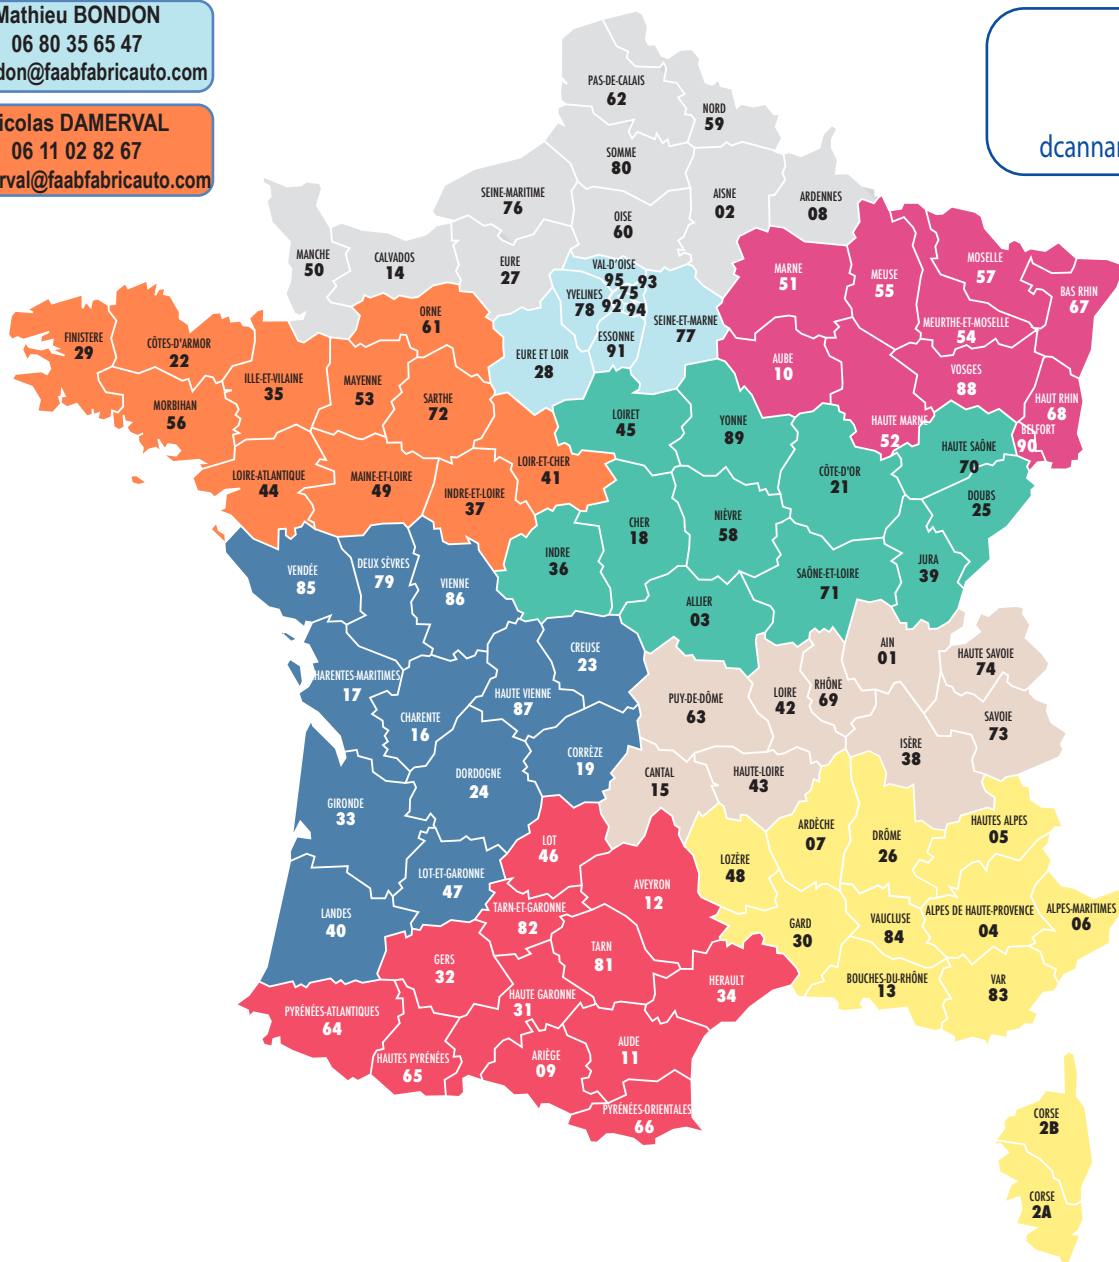 Mathieu BONDON
06 80 35 65 47
don@faabfabricauto.com
icolas DAMERVAL
06 11 02 82 67
rval@faabfabricauto.com
dcannar
PAS-DE-CALAIS
62
NORD
59
SOMME
80
SEINE-MARITIME
76
OISE
60
AISNE
02
ARDENNES
08
MANCHE
50
CALVADOS
14
EURE
27
VAL-D'OISE
95
93
YVELINES
78
92
75
94
ESSONNE
91
SEINE-ET-MARNE
77
EURE ET LOIR
28
MARNE
51
MEUSE
55
MOSELLE
57
BAS RHIN
67
MEURTHE-ET-MOSELLE
54
AUBE
10
VOSGES
88
HAUT RHIN
68
HAUTE MARNE
52
BELFORT
90
FINISTERE
29
CÔTES-D'ARMOR
22
MORBIHAN
56
ILLE-ET-VILAINE
35
ORNE
61
MAYENNE
53
SARTHE
72
LOIRE-ATLANTIQUE
44
MAINE-ET-LOIRE
49
INDRE-ET-LOIRE
37
LOIR-ET-CHER
41
LOIRET
45
YONNE
89
CÔTE-D'OR
21
HAUTE SAÔNE
70
DOUBS
25
CHER
18
NIÈVRE
58
INDRE
36
SAÔNE-ET-LOIRE
71
JURA
39
ALLIER
03
VENDÉE
85
DEUX SÈVRES
79
VIENNE
86
HARENTES-MARITIMES
17
CHARENTE
16
HAUTE VIENNE
87
CREUSE
23
CORRÈZE
19
DORDOGNE
24
GIRONDE
33
LOT-ET-GARONNE
47
LANDES
40
PUY-DE-DÔME
63
LOIRE
42
RHÔNE
69
AIN
01
HAUTE SAVOIE
74
SAVOIE
73
ISÈRE
38
CANTAL
15
HAUTE-LOIRE
43
ARDÈCHE
07
DRÔME
26
HAUTES ALPES
05
LOZÈRE
48
GARD
30
VAUCLUSE
84
ALPES DE HAUTE-PROVENCE
04
ALPES-MARITIMES
06
BOUCHES-DU-RHÔNE
13
VAR
83
LOT
46
AVEYRON
12
TARN-ET-GARONNE
82
TARN
81
GERS
32
HAUTE GARONNE
31
HERAULT
34
PYRÉNÉES-ATLANTIQUES
64
HAUTES PYRÉNÉES
65
ARIÈGE
09
AUDE
11
PYRÉNÉES-ORIENTALES
66
CORSE
2B
CORSE
2A